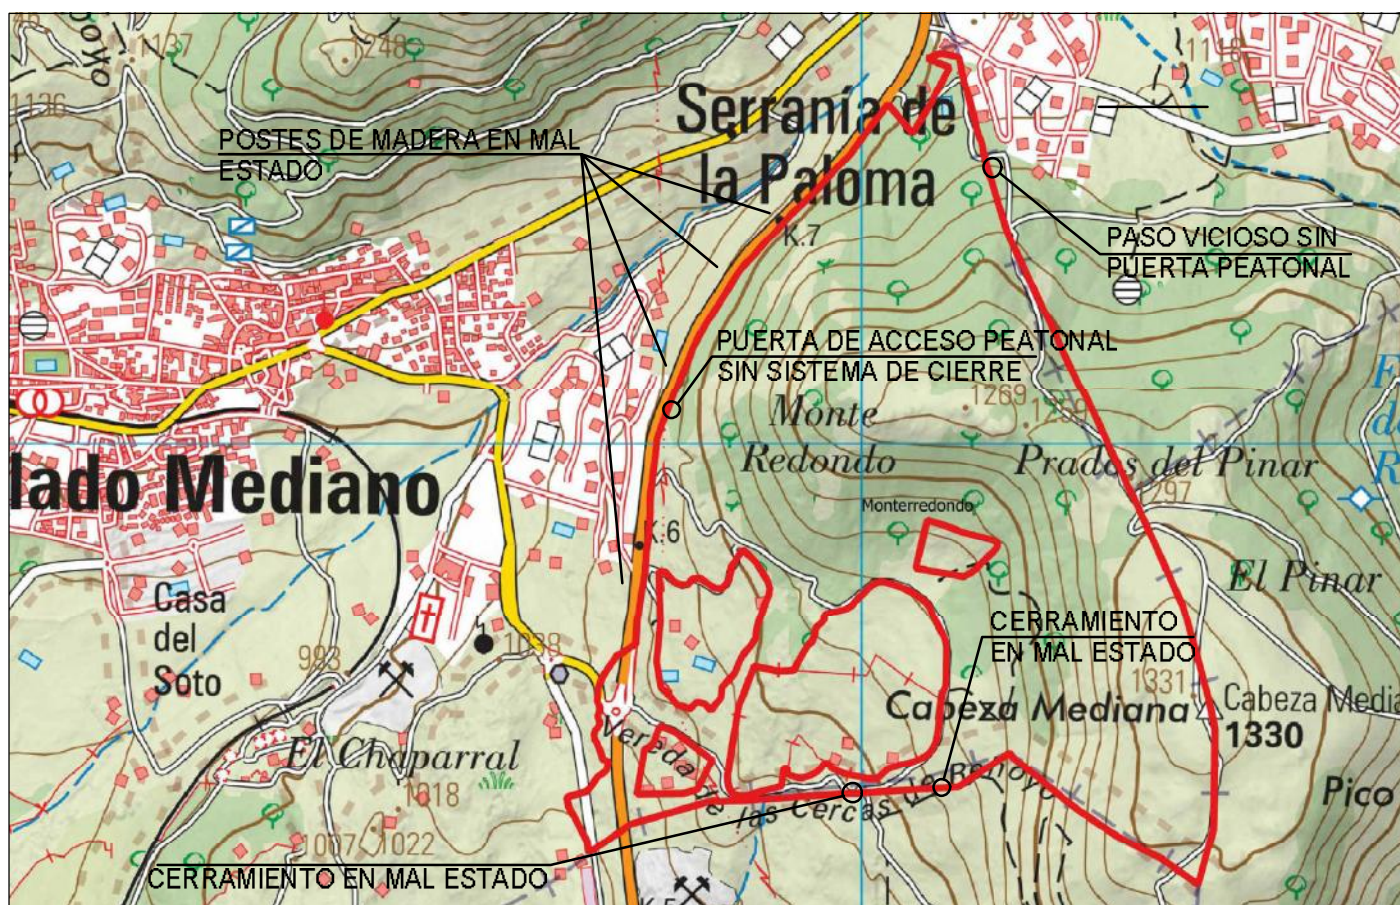 1137
1248
1136
1118
Serranía de
la Paloma
POSTES DE MADERA EN MAL
ESTADO
K.7
PASO VICIOSO SIN
PUERTA PEATONAL
PUERTA DE ACCESO PEATONAL
SIN SISTEMA DE CIERRE
Monte
Redondo
1269
Prados del Pinar
lado Mediano
Monterredondo
K.6
El Pinar
Casa
del
Soto
993
1038
CERRAMIENTO
EN MAL ESTADO
1331
Cabeza Mediana
Cabeza Media
1330
El Chaparral
Vereda de las Cercas
Pico
1018
1007
1022
CERRAMIENTO EN MAL ESTADO
K.5